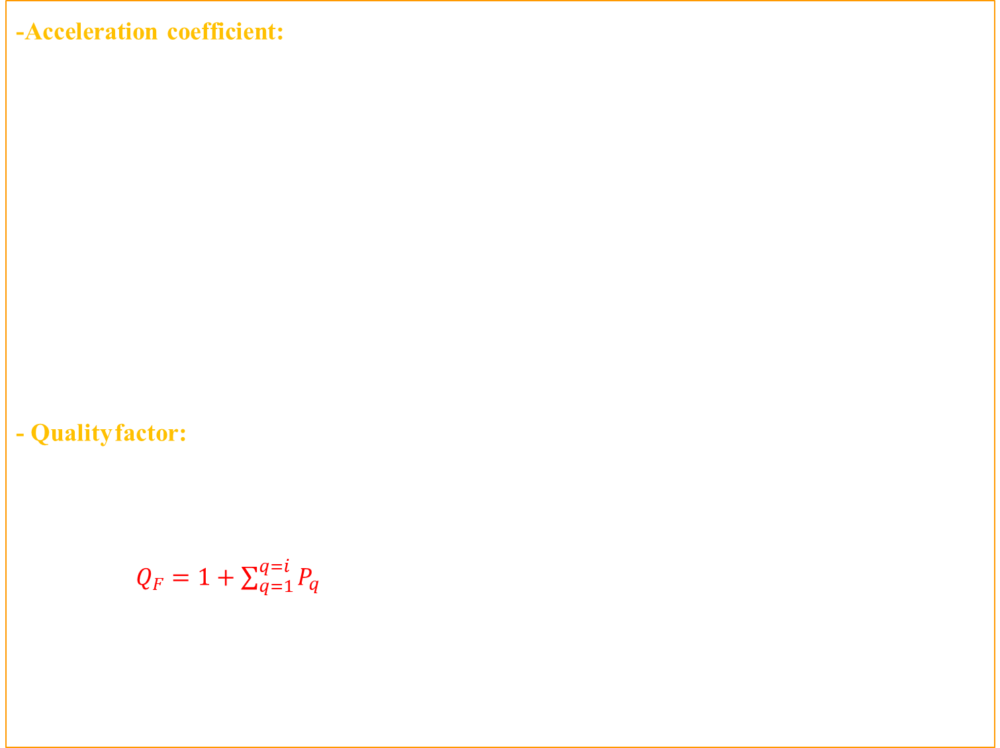 -Acceleration coefficient:
- Quality factor:
Q_F = 1 + ∑_{q=1}^{q=i} P_q